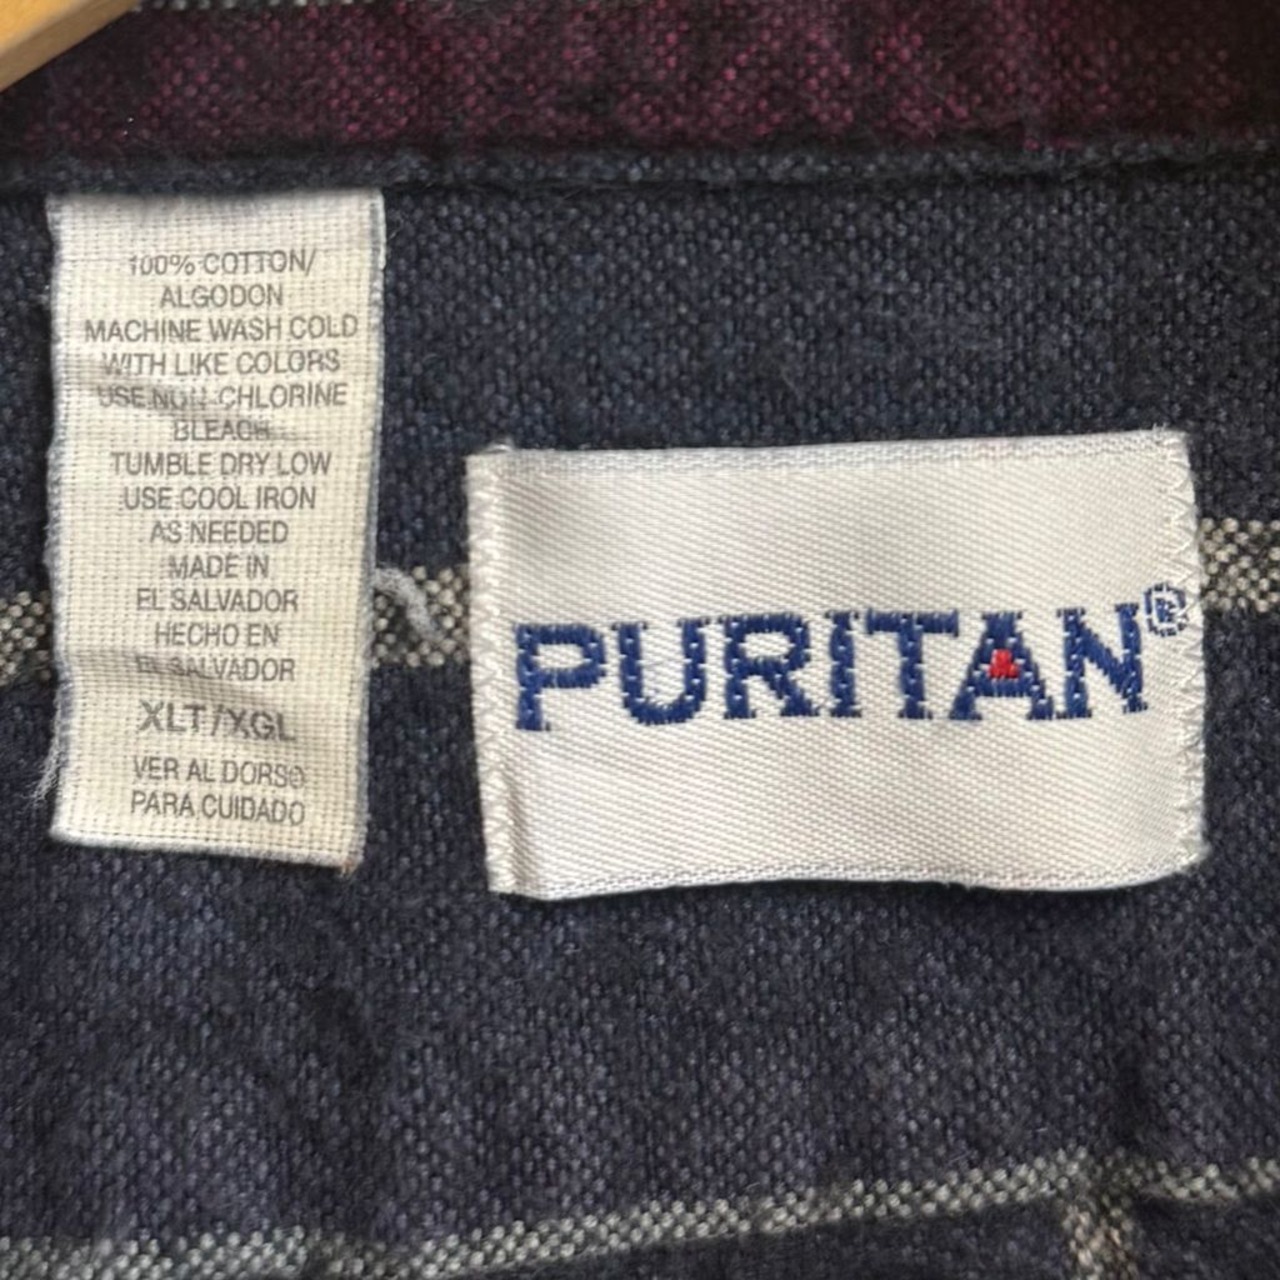 100% COTTON/
ALGODON
MACHINE WASH COLD
WITH LIKE COLORS
USE NON-CHLORINE
BLEACH
TUMBLE DRY LOW
USE COOL IRON
AS NEEDED
MADE IN
EL SALVADOR
HECHO EN
EL SALVADOR
XLT/XGL
VER AL DORSO
PARA CUIDADO
PURITAN®